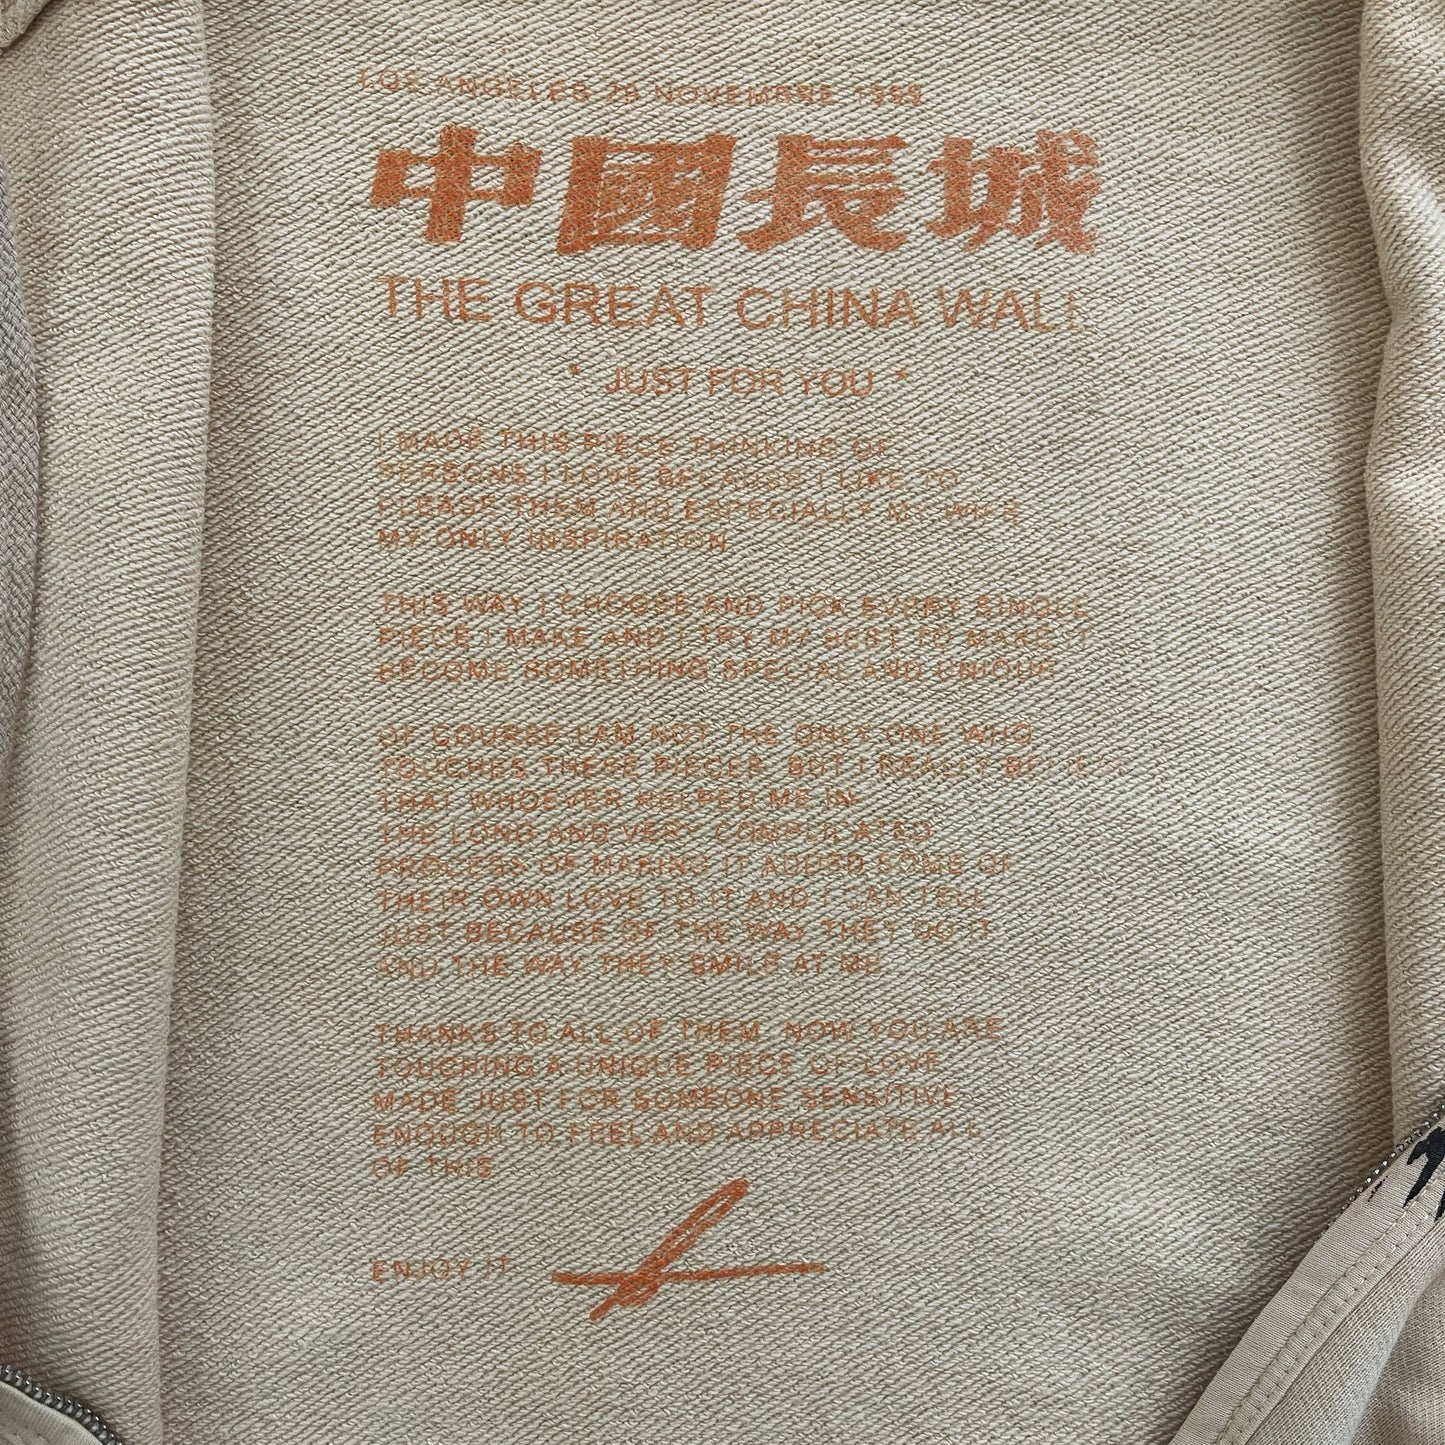 LOS ANGELES 29 NOVEMBRE 1999
中國長城
THE GREAT CHINA WALL
* JUST FOR YOU *
I MADE THIS PIECE THINKING OF
PERSONS I LOVE BECAUSE I LIKE TO
PLEASE THEM AND ESPECIALLY MY WIFE
MY ONLY INSPIRATION
THIS WAY I CHOOSE AND PICK EVERY SINGLE
PIECE I MAKE AND I TRY MY BEST TO MAKE IT
BECOME SOMETHING SPECIAL AND UNIQUE
OF COURSE I AM NOT THE ONLY ONE WHO
TOUCHES THESE PIECES, BUT I REALLY BELIEVE
THAT WHOEVER HELPED ME IN
THE LONG AND VERY COMPLICATED
PROCESS OF MAKING IT ADDED SOME OF
THEIR OWN LOVE TO IT AND I CAN TELL
JUST BECAUSE OF THE WAY THEY DO IT
AND THE WAY THEY SMILE AT ME
THANKS TO ALL OF THEM, NOW YOU ARE
TOUCHING A UNIQUE PIECE OF LOVE
MADE JUST FOR SOMEONE SENSITIVE
ENOUGH TO FEEL AND APPRECIATE ALL
OF THIS
ENJOY IT